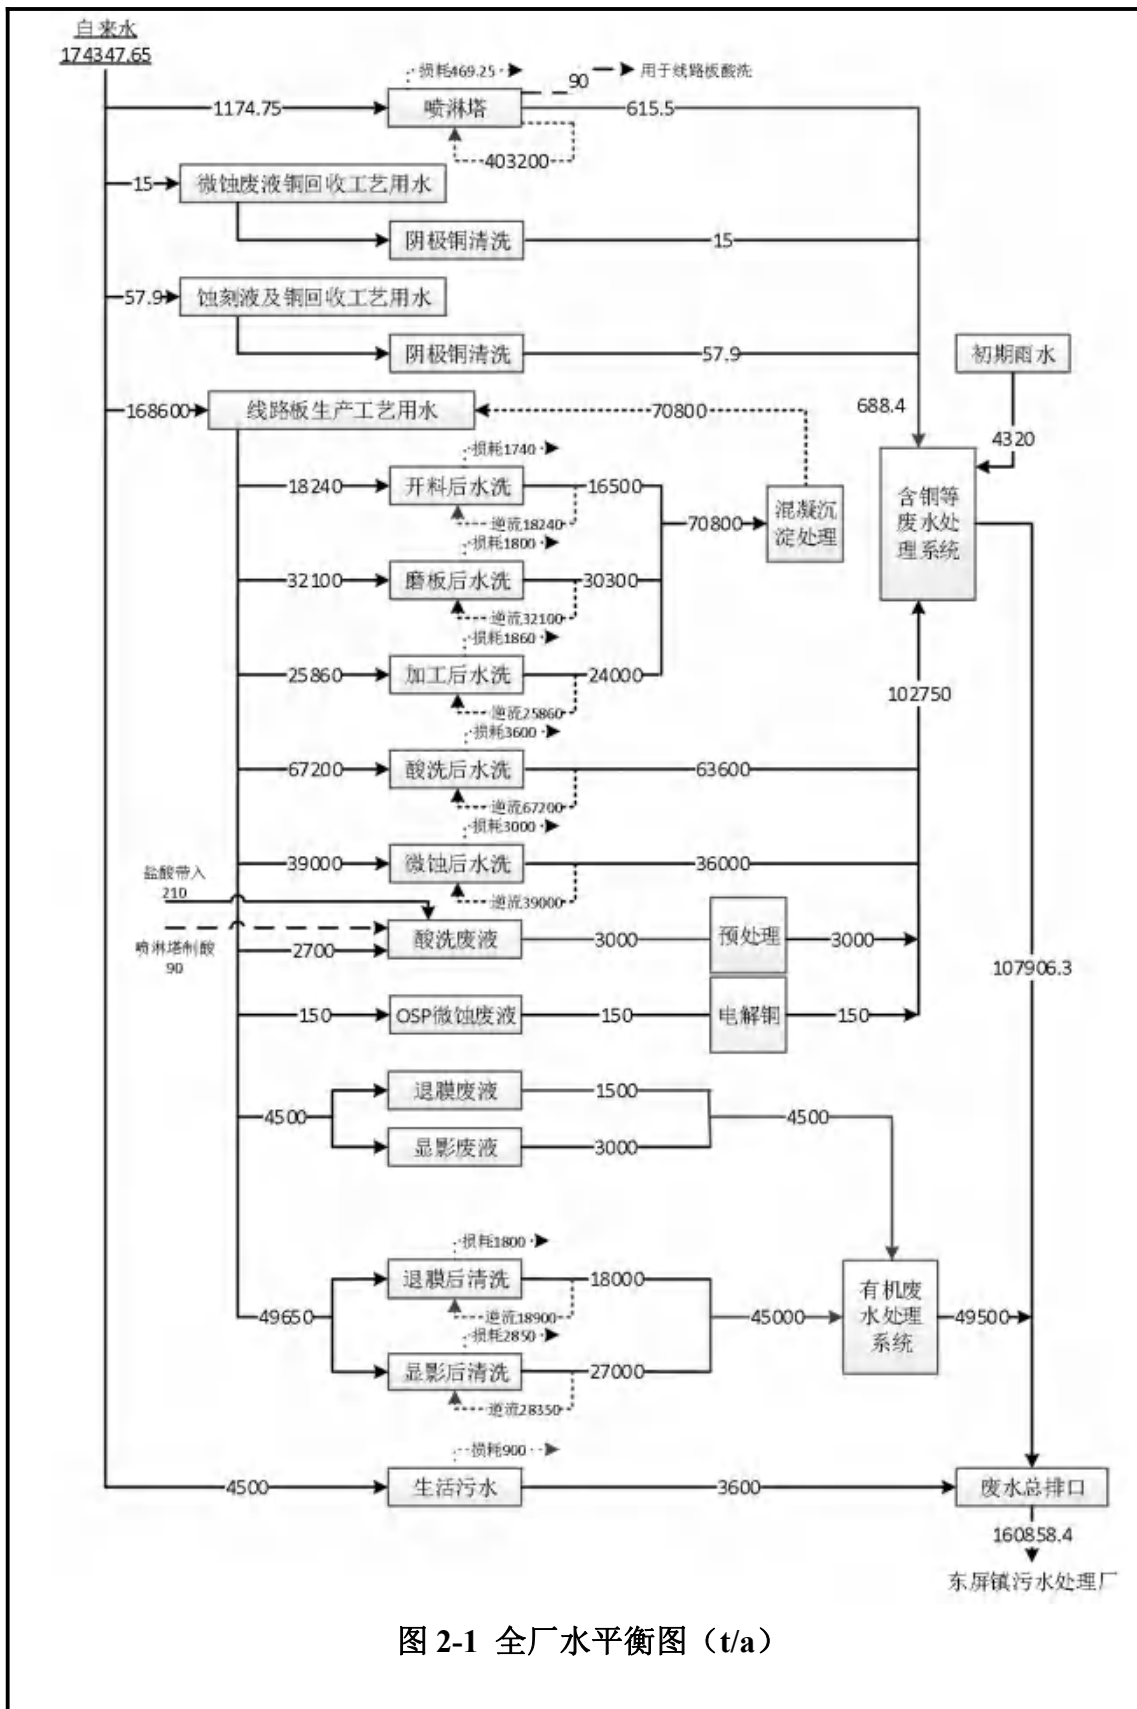 自来水
174347.65
损耗469.25
90
用于线路板酸洗
1174.75
喷淋塔
615.5
403200
15
微蚀废液铜回收工艺用水
阴极铜清洗
15
57.9
蚀刻液及铜回收工艺用水
阴极铜清洗
57.9
初期雨水
168600
线路板生产工艺用水
70800
688.4
4320
损耗1740
18240
开料后水洗
16500
逆流18240
70800
混凝沉
淀处理
含铜等
废水处
理系统
损耗1800
32100
磨板后水洗
30300
逆流32100
损耗1860
25860
加工后水洗
24000
逆流25860
102750
损耗3600
67200
酸洗后水洗
63600
逆流67200
损耗3000
39000
微蚀后水洗
36000
逆流39000
盐酸带入
210
酸洗废液
3000
预处理
3000
喷淋塔制酸
90
2700
107906.3
150
OSP微蚀废液
150
电解铜
150
退膜废液
1500
4500
4500
显影废液
3000
损耗1800
退膜后清洗
18000
逆流18900
49650
45000
有机废
水处理
系统
49500
损耗2850
显影后清洗
27000
逆流28350
损耗900
4500
生活污水
3600
废水总排口
160858.4
东屏镇污水处理厂
图 2-1 全厂水平衡图（t/a）